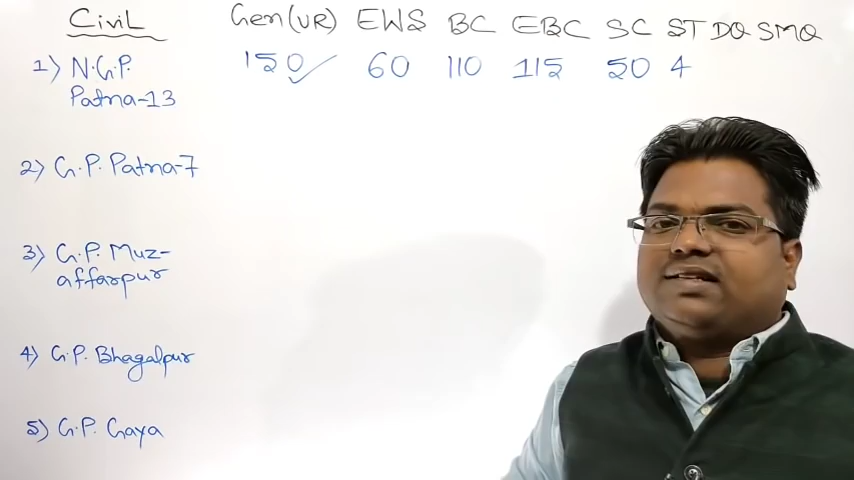 Civil Gen(UR) EWS BC EBC SC ST DQ SMQ
1) N.G.P. 150 60 110 115 50 4
Patna-13
2) G.P. Patna-7
3) G.P. Muz-
affarpur
4) G.P. Bhagalpur
5) G.P. Gaya